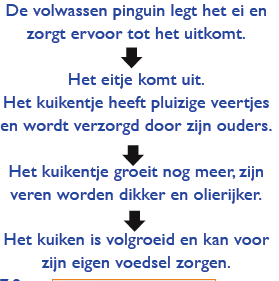 De volwassen pinguin legt het ei en
zorgt ervoor tot het uitkomt.
Het eitje komt uit.
Het kuikentje heeft pluizige veertjes
en wordt verzorgd door zijn ouders.
Het kuikentje groeit nog meer, zijn
veren worden dikker en olierijker.
Het kuiken is volgroeid en kan voor
zijn eigen voedsel zorgen.